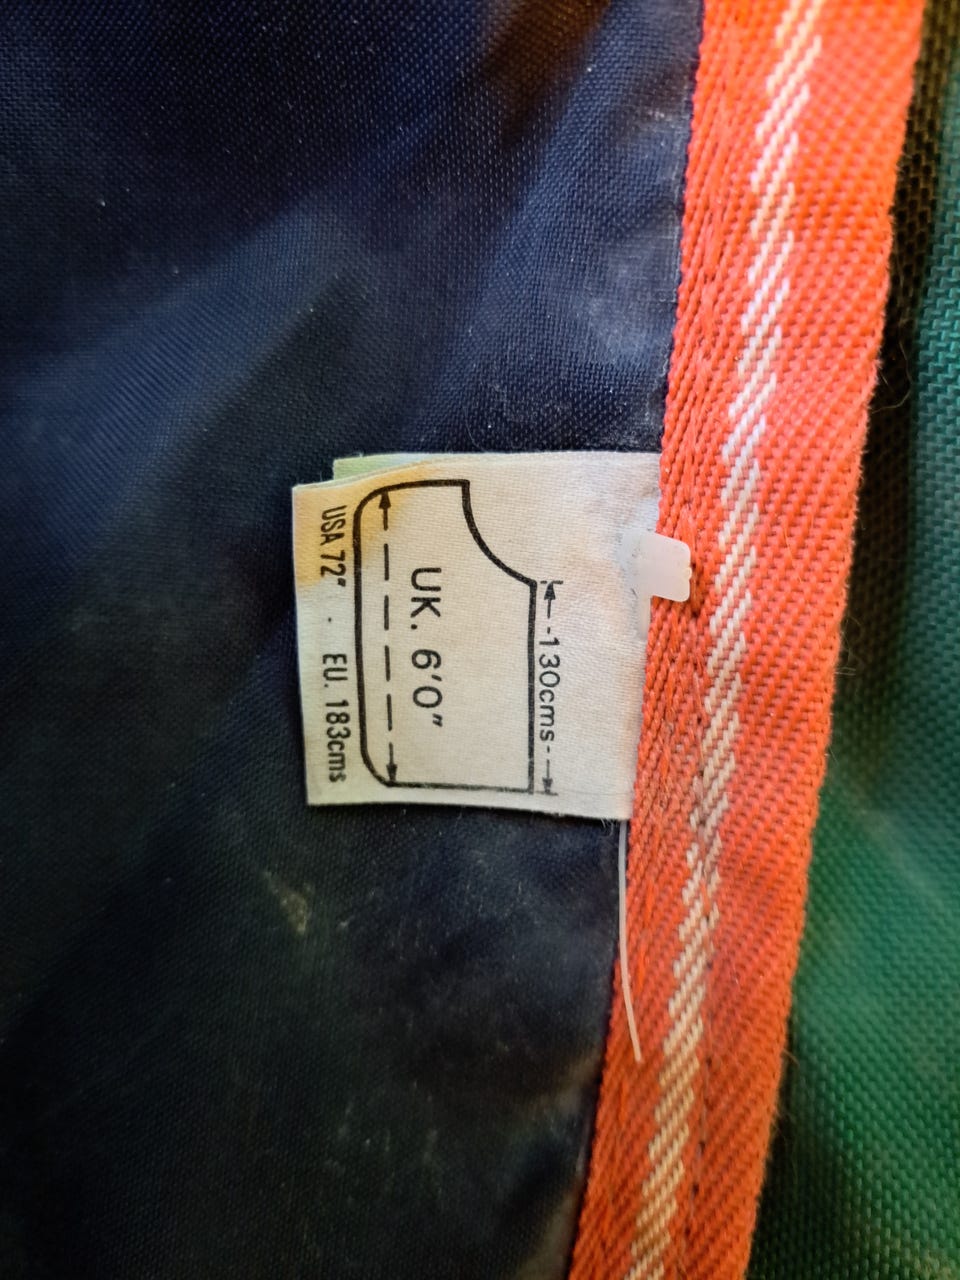 -130cms-
UK. 6'0"
USA 72" · EU. 183cms